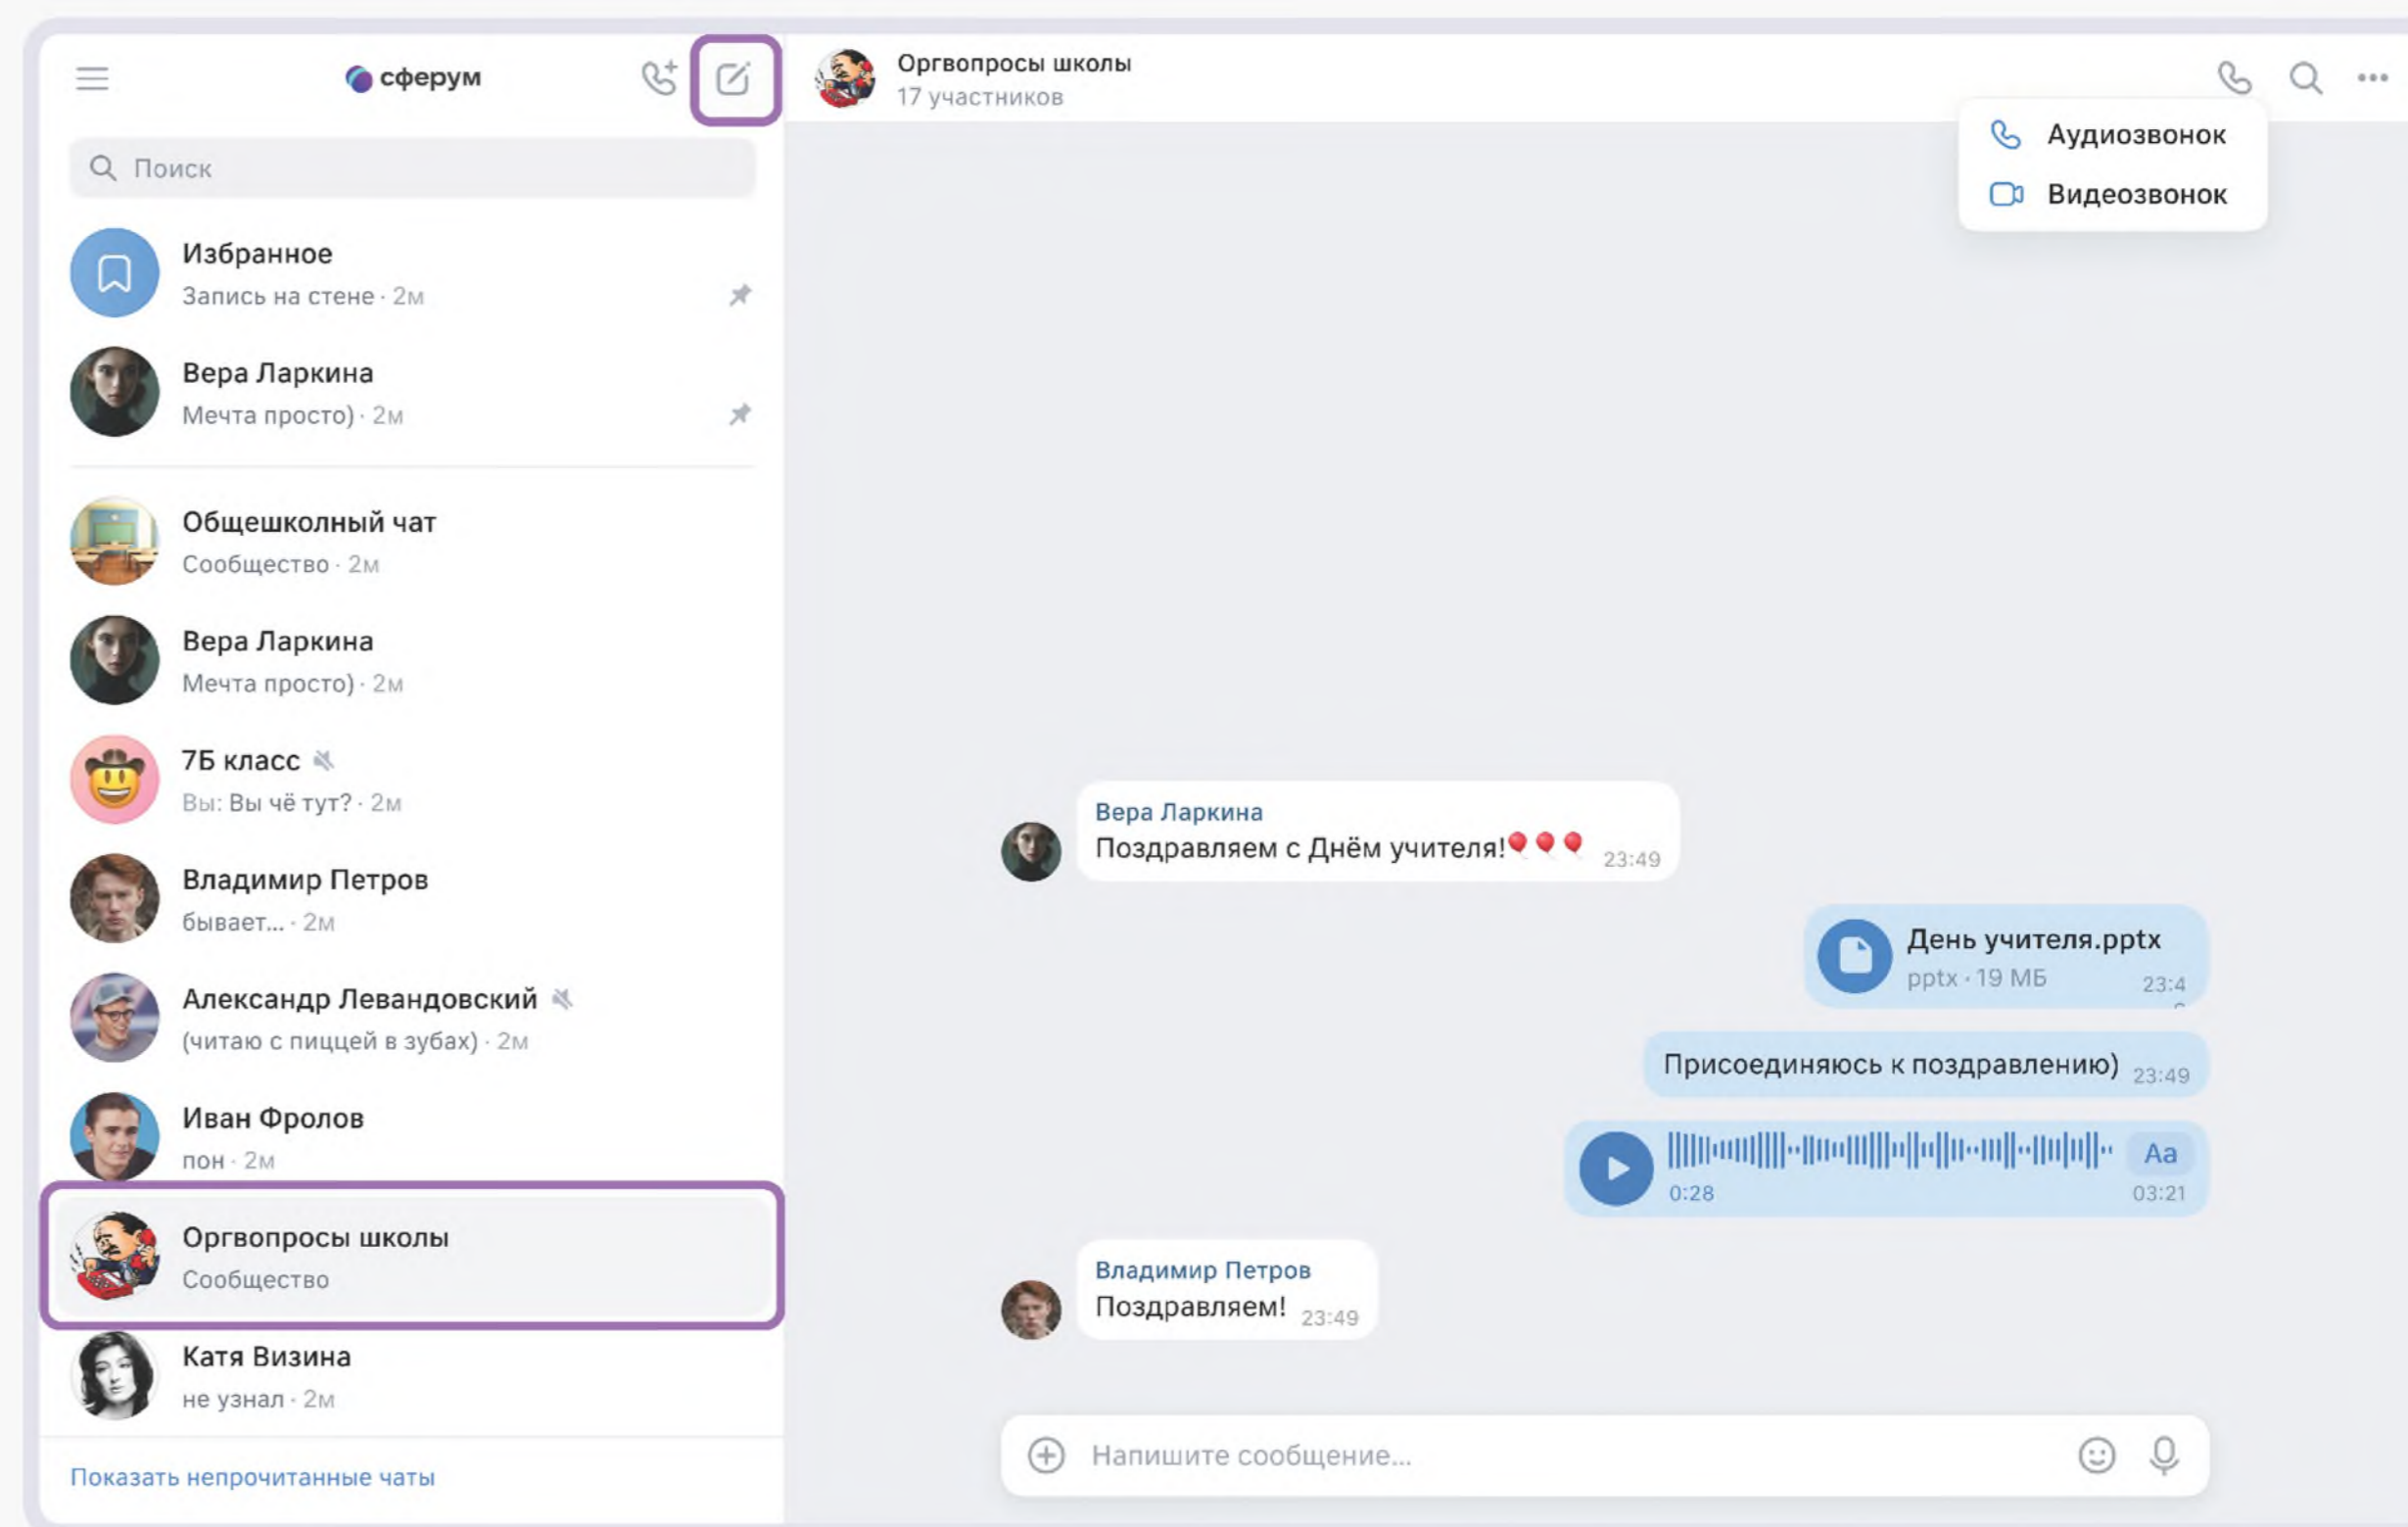 сферум
Поиск
Избранное
Запись на стене · 2м
Вера Ларкина
Мечта просто) · 2м
Общешколный чат
Сообщество · 2м
Вера Ларкина
Мечта просто) · 2м
7Б класс
Вы: Вы чё тут? · 2м
Владимир Петров
бывает... · 2м
Александр Левандовский
(читаю с пиццей в зубах) · 2м
Иван Фролов
пон · 2м
Оргвопросы школы
Сообщество
Катя Визина
не узнал · 2м
Показать непрочитанные чаты
Оргвопросы школы
17 участников
Аудиозвонок
Видеозвонок
Вера Ларкина
Поздравляем с Днём учителя!🎈🎈🎈 23:49
День учителя.pptx
pptx · 19 МБ 23:4
Присоединяюсь к поздравлению) 23:49
Aa
0:28 03:21
Владимир Петров
Поздравляем! 23:49
Напишите сообщение...